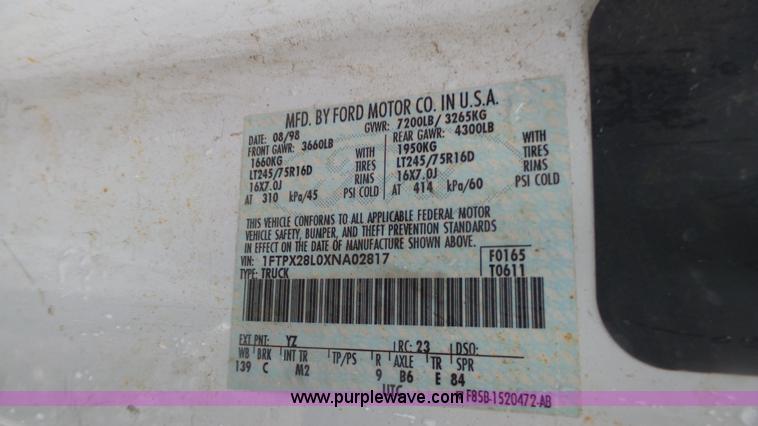 MFD. BY FORD MOTOR CO. IN U.S.A.
DATE: 08/98 GVWR: 7200LB/ 3265KG
FRONT GAWR: 3660LB REAR GAWR: 4300LB
1660KG WITH 1950KG WITH
LT245/75R16D TIRES LT245/75R16D TIRES
16X7.0J RIMS 16X7.0J RIMS
AT 310 kPa/45 PSI COLD AT 414 kPa/60 PSI COLD
THIS VEHICLE CONFORMS TO ALL APPLICABLE FEDERAL MOTOR
VEHICLE SAFETY, BUMPER, AND THEFT PREVENTION STANDARDS
IN EFFECT ON THE DATE OF MANUFACTURE SHOWN ABOVE.
VIN: 1FTPX28L0XNA02817 F0165
TYPE: TRUCK T0611
EXT PNT: YZ RC: 23 DSO:
WB BRK INT TR TP/PS R AXLE TR SPR
139 C M2 9 B6 E 84
UTC F85B-1520472-AB
www.purplewave.com